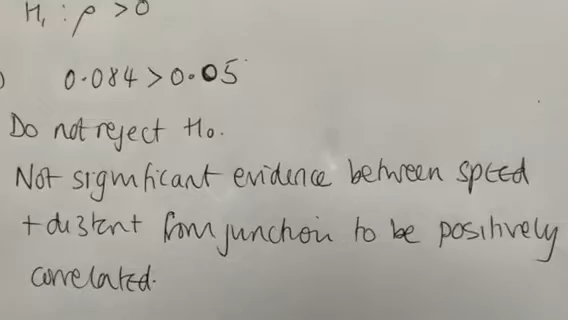 H₁ : ρ > 0
) 0.084 > 0.05
Do not reject H₀.
Not significant evidence between speed
+ distent from junction to be positively
correlated.